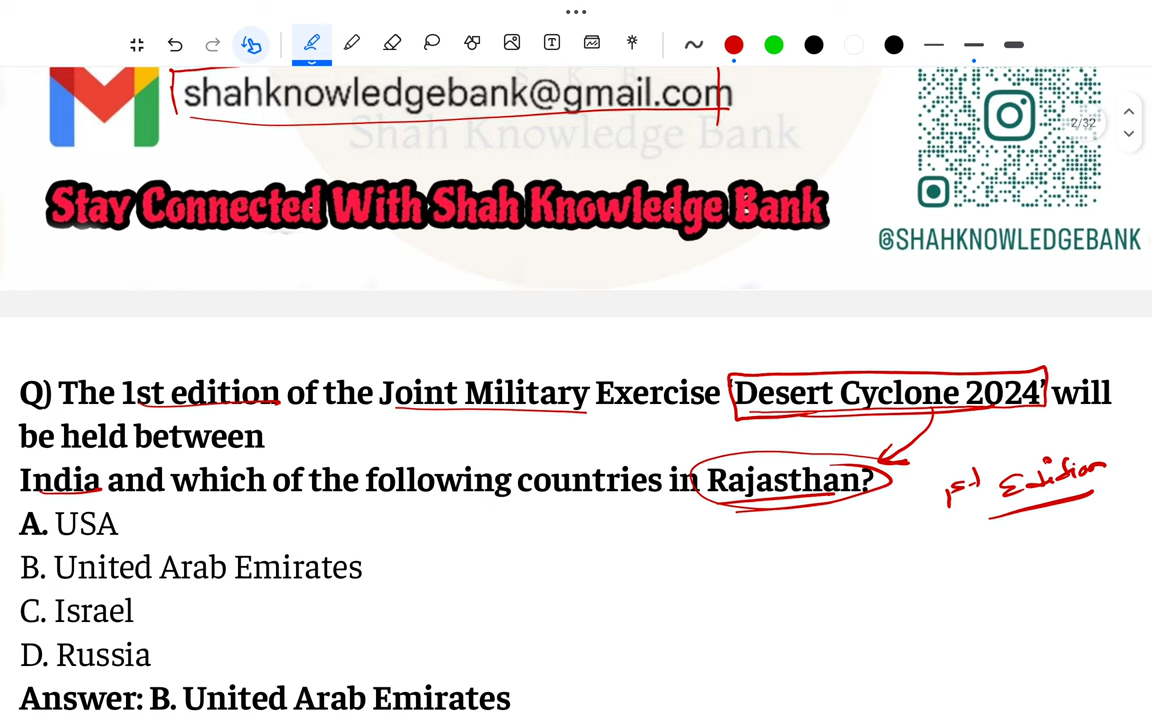 shahknowledgebank@gmail.com
2/32
Shah Knowledge Bank
Stay Connected With Shah Knowledge Bank
@SHAHKNOWLEDGEBANK
Q) The 1st edition of the Joint Military Exercise 'Desert Cyclone 2024' will
be held between
India and which of the following countries in Rajasthan?
1st Edition
A. USA
B. United Arab Emirates
C. Israel
D. Russia
Answer: B. United Arab Emirates